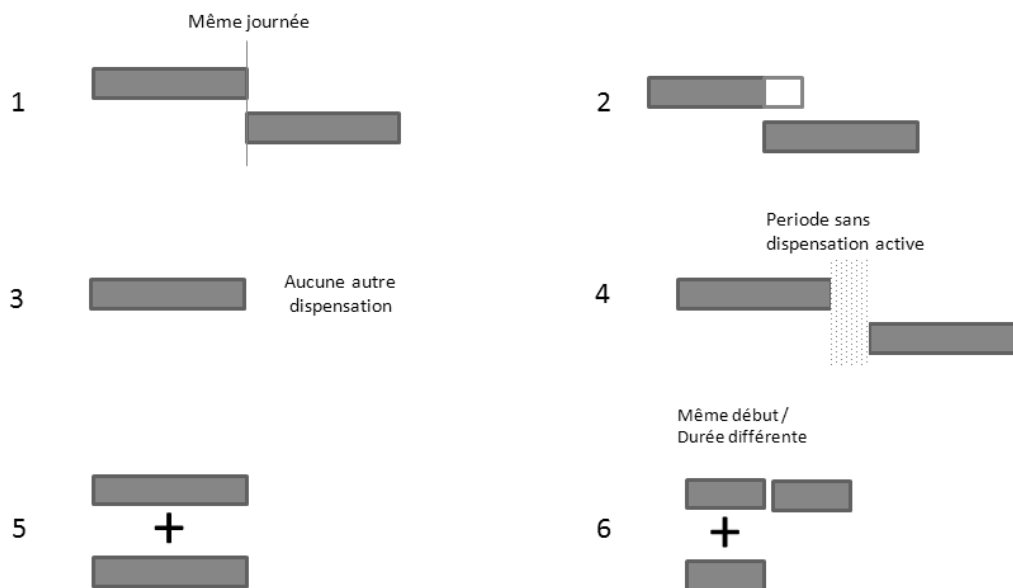 Même journée
1
2
Periode sans
dispensation active
3
Aucune autre
dispensation
4
Même début /
Durée différente
5
+
6
+